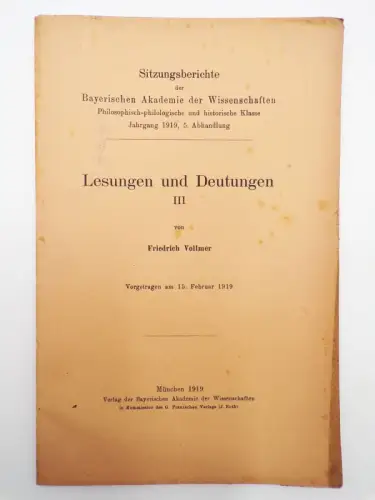 Sitzungsberichte
der
Bayerischen Akademie der Wissenschaften
Philosophisch-philologische und historische Klasse
Jahrgang 1919, 5. Abhandlung
Lesungen und Deutungen
III
von
Friedrich Vollmer
Vorgetragen am 15. Februar 1919
München 1919
Verlag der Bayerischen Akademie der Wissenschaften
in Kommission des G. Franzschen Verlags (J. Roth)